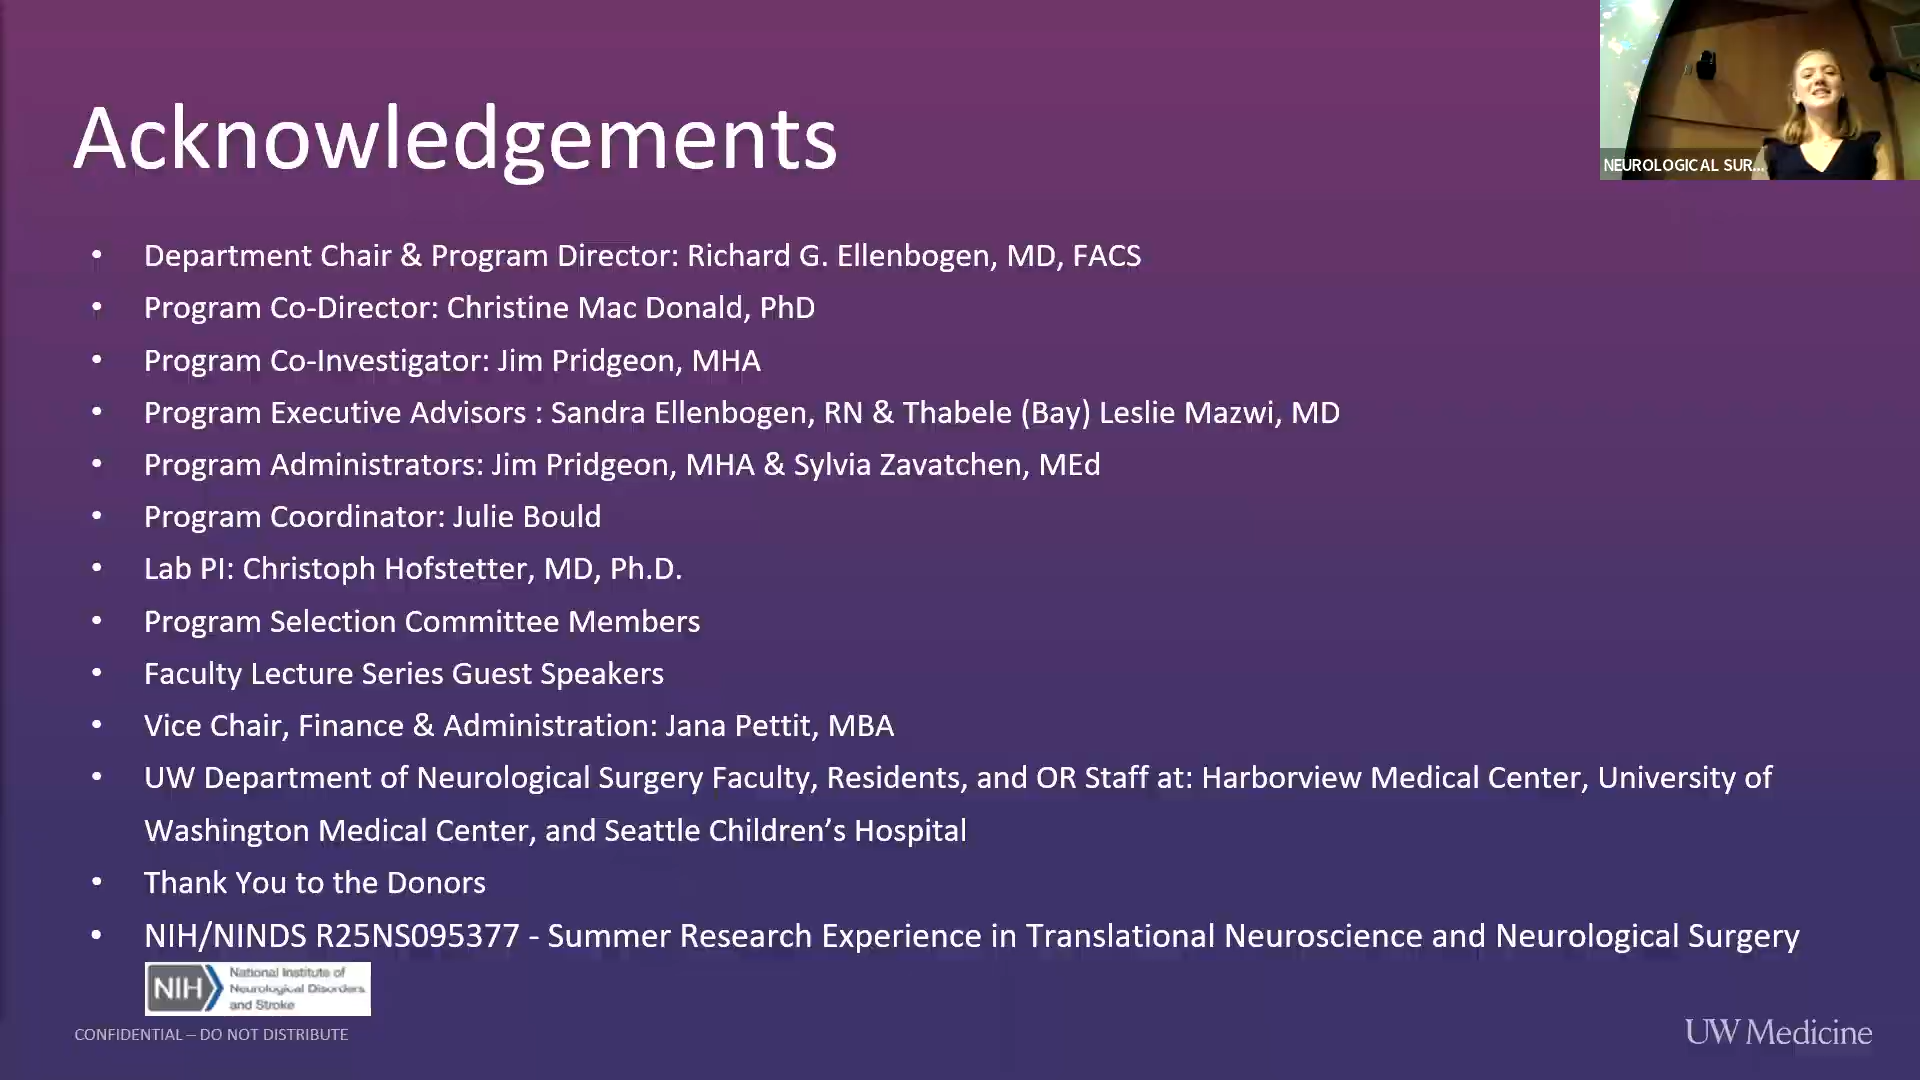 NEUROLOGICAL SUR...
Acknowledgements
• Department Chair & Program Director: Richard G. Ellenbogen, MD, FACS
• Program Co-Director: Christine Mac Donald, PhD
• Program Co-Investigator: Jim Pridgeon, MHA
• Program Executive Advisors : Sandra Ellenbogen, RN & Thabele (Bay) Leslie Mazwi, MD
• Program Administrators: Jim Pridgeon, MHA & Sylvia Zavatchen, MEd
• Program Coordinator: Julie Bould
• Lab PI: Christoph Hofstetter, MD, Ph.D.
• Program Selection Committee Members
• Faculty Lecture Series Guest Speakers
• Vice Chair, Finance & Administration: Jana Pettit, MBA
• UW Department of Neurological Surgery Faculty, Residents, and OR Staff at: Harborview Medical Center, University of
Washington Medical Center, and Seattle Children’s Hospital
• Thank You to the Donors
• NIH/NINDS R25NS095377 - Summer Research Experience in Translational Neuroscience and Neurological Surgery
NIH
National Institute of
Neurological Disorders
and Stroke
CONFIDENTIAL – DO NOT DISTRIBUTE
UW Medicine